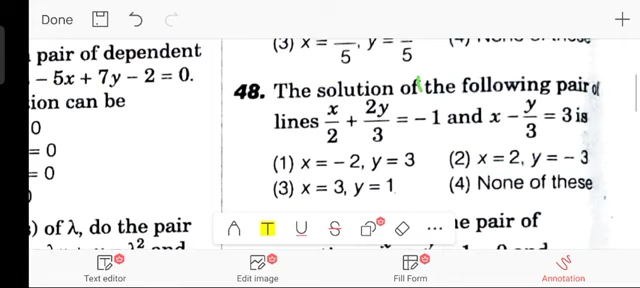 Done
pair of dependent
- 5x + 7y - 2 = 0.
ion can be
0
= 0
= 0
) of λ, do the pair
λ² and
(3) x = /5, y = /5
48. The solution of the following pair of
lines x/2 + 2y/3 = - 1 and x - y/3 = 3 is
(1) x = - 2, y = 3 (2) x = 2, y = - 3
(3) x = 3, y = 1 (4) None of these
pair of
A T U S ...
Text editor
Edit image
Fill Form
Annotation